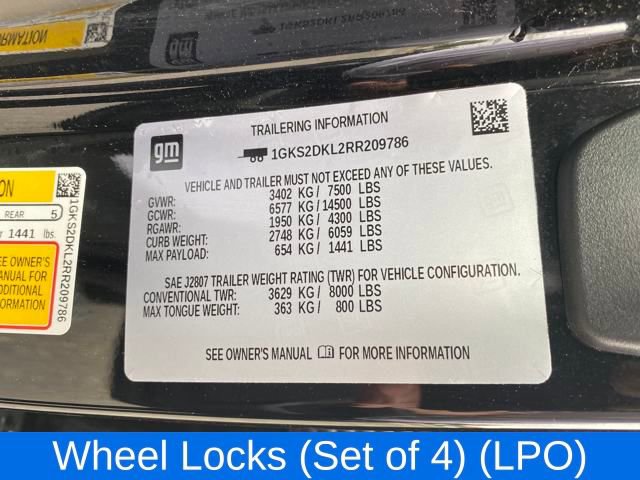 NFORMATION
TRAILERING INFORMATION
gm
1GKS2DKL2RR209786
VEHICLE AND TRAILER MUST NOT EXCEED ANY OF THESE VALUES.
GVWR: 3402 KG / 7500 LBS
GCWR: 6577 KG / 14500 LBS
RGAWR: 1950 KG / 4300 LBS
CURB WEIGHT: 2748 KG / 6059 LBS
MAX PAYLOAD: 654 KG / 1441 LBS
SAE J2807 TRAILER WEIGHT RATING (TWR) FOR VEHICLE CONFIGURATION.
CONVENTIONAL TWR: 3629 KG / 8000 LBS
MAX TONGUE WEIGHT: 363 KG / 800 LBS
SEE OWNER'S MANUAL FOR MORE INFORMATION
ON
REAR 5
1441 lbs.
SEE OWNER'S
MANUAL FOR
ADDITIONAL
INFORMATION
1GKS2DKL2RR209786
Wheel Locks (Set of 4) (LPO)